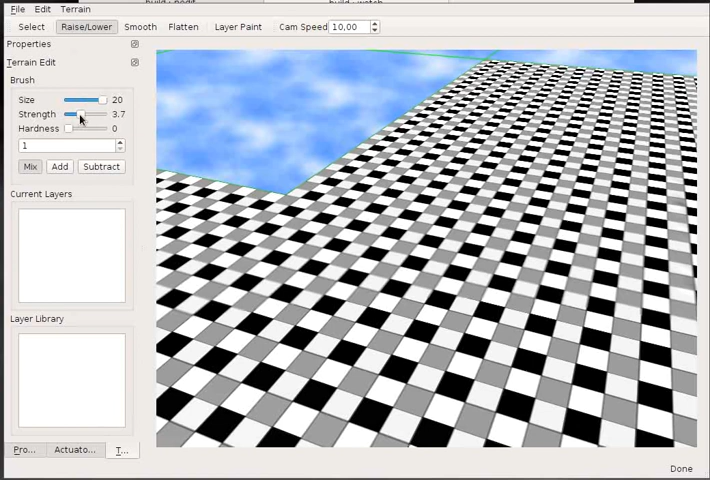 File Edit Terrain
Select Raise/Lower Smooth Flatten Layer Paint Cam Speed 10,00
Properties
Terrain Edit
Brush
Size 20
Strength 3.7
Hardness 0
1
Mix Add Subtract
Current Layers
Layer Library
Pro... Actuato... T...
Done